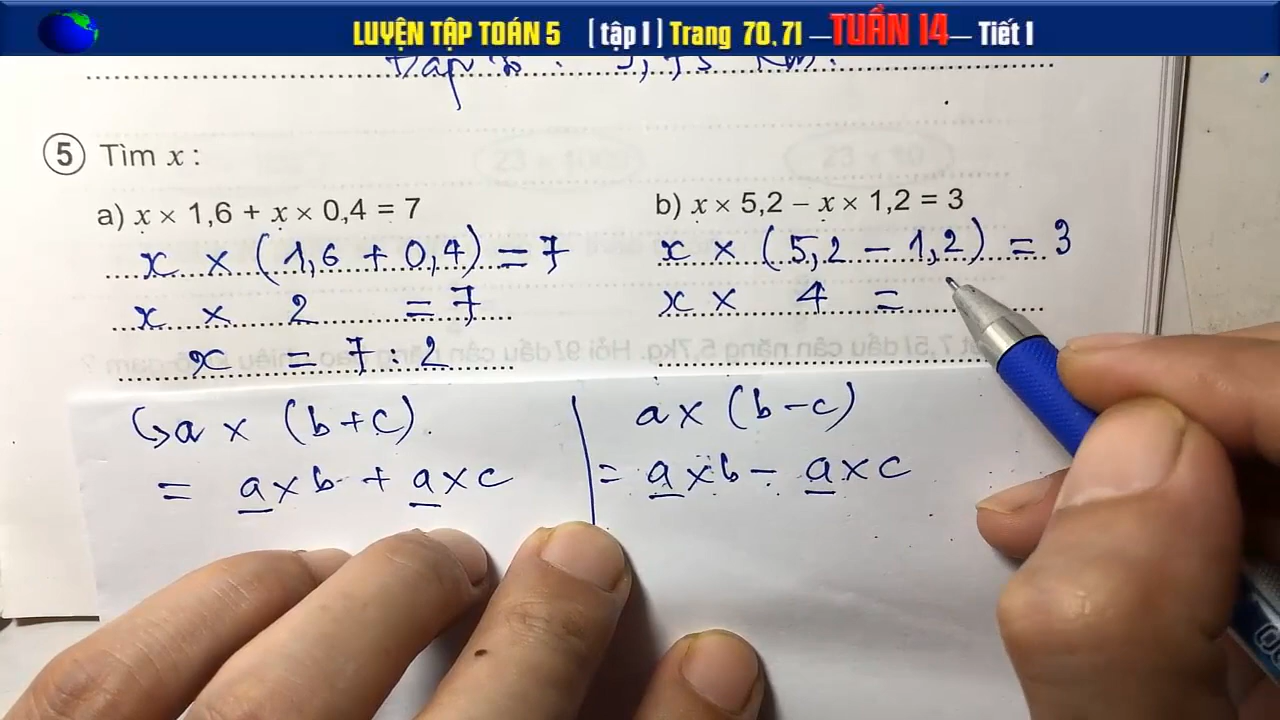 LUYỆN TẬP TOÁN 5 ( tập 1 ) Trang 70, 71 – TUẦN 14 – Tiết 1
5 Tìm x :
a) x × 1,6 + x × 0,4 = 7
x × (1,6 + 0,4) = 7
x × 2 = 7
x = 7 : 2
b) x × 5,2 – x × 1,2 = 3
x × (5,2 – 1,2) = 3
x × 4 =
a × (b + c)
= a × b + a × c
a × (b – c)
= a × b – a × c